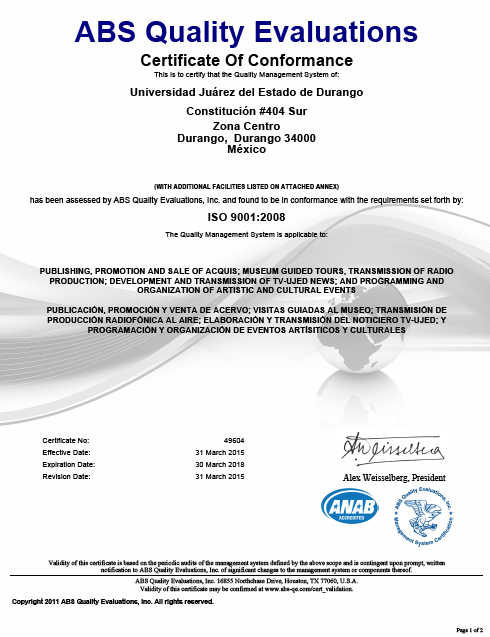 ABS Quality Evaluations
Certificate Of Conformance
This is to certify that the Quality Management System of:
Universidad Juárez del Estado de Durango
Constitución #404 Sur
Zona Centro
Durango, Durango 34000
México
(WITH ADDITIONAL FACILITIES LISTED ON ATTACHED ANNEX)
has been assessed by ABS Quality Evaluations, Inc. and found to be in conformance with the requirements set forth by:
ISO 9001:2008
The Quality Management System is applicable to:
PUBLISHING, PROMOTION AND SALE OF ACQUIS; MUSEUM GUIDED TOURS, TRANSMISSION OF RADIO
PRODUCTION; DEVELOPMENT AND TRANSMISSION OF TV-UJED NEWS; AND PROGRAMMING AND
ORGANIZATION OF ARTISTIC AND CULTURAL EVENTS
PUBLICACIÓN, PROMOCIÓN Y VENTA DE ACERVO; VISITAS GUIADAS AL MUSEO; TRANSMISIÓN DE
PRODUCCIÓN RADIOFÓNICA AL AIRE; ELABORACIÓN Y TRANSMISIÓN DEL NOTICIERO TV-UJED; Y
PROGRAMACIÓN Y ORGANIZACIÓN DE EVENTOS ARTÍSITICOS Y CULTURALES
Certificate No: 49604
Effective Date: 31 March 2015
Expiration Date: 30 March 2018
Revision Date: 31 March 2015
AWeisselberg
Alex Weisselberg, President
ANAB
ACCREDITED
ABS Quality Evaluations, Inc.
Management System Certification
Validity of this certificate is based on the periodic audits of the management system defined by the above scope and is contingent upon prompt, written
notification to ABS Quality Evaluations, Inc. of significant changes to the management system or components thereof.
ABS Quality Evaluations, Inc. 16855 Northchase Drive, Houston, TX 77060, U.S.A.
Validity of this certificate may be confirmed at www.abs-qe.com/cert_validation.
Copyright 2011 ABS Quality Evaluations, Inc. All rights reserved.
Page 1 of 2